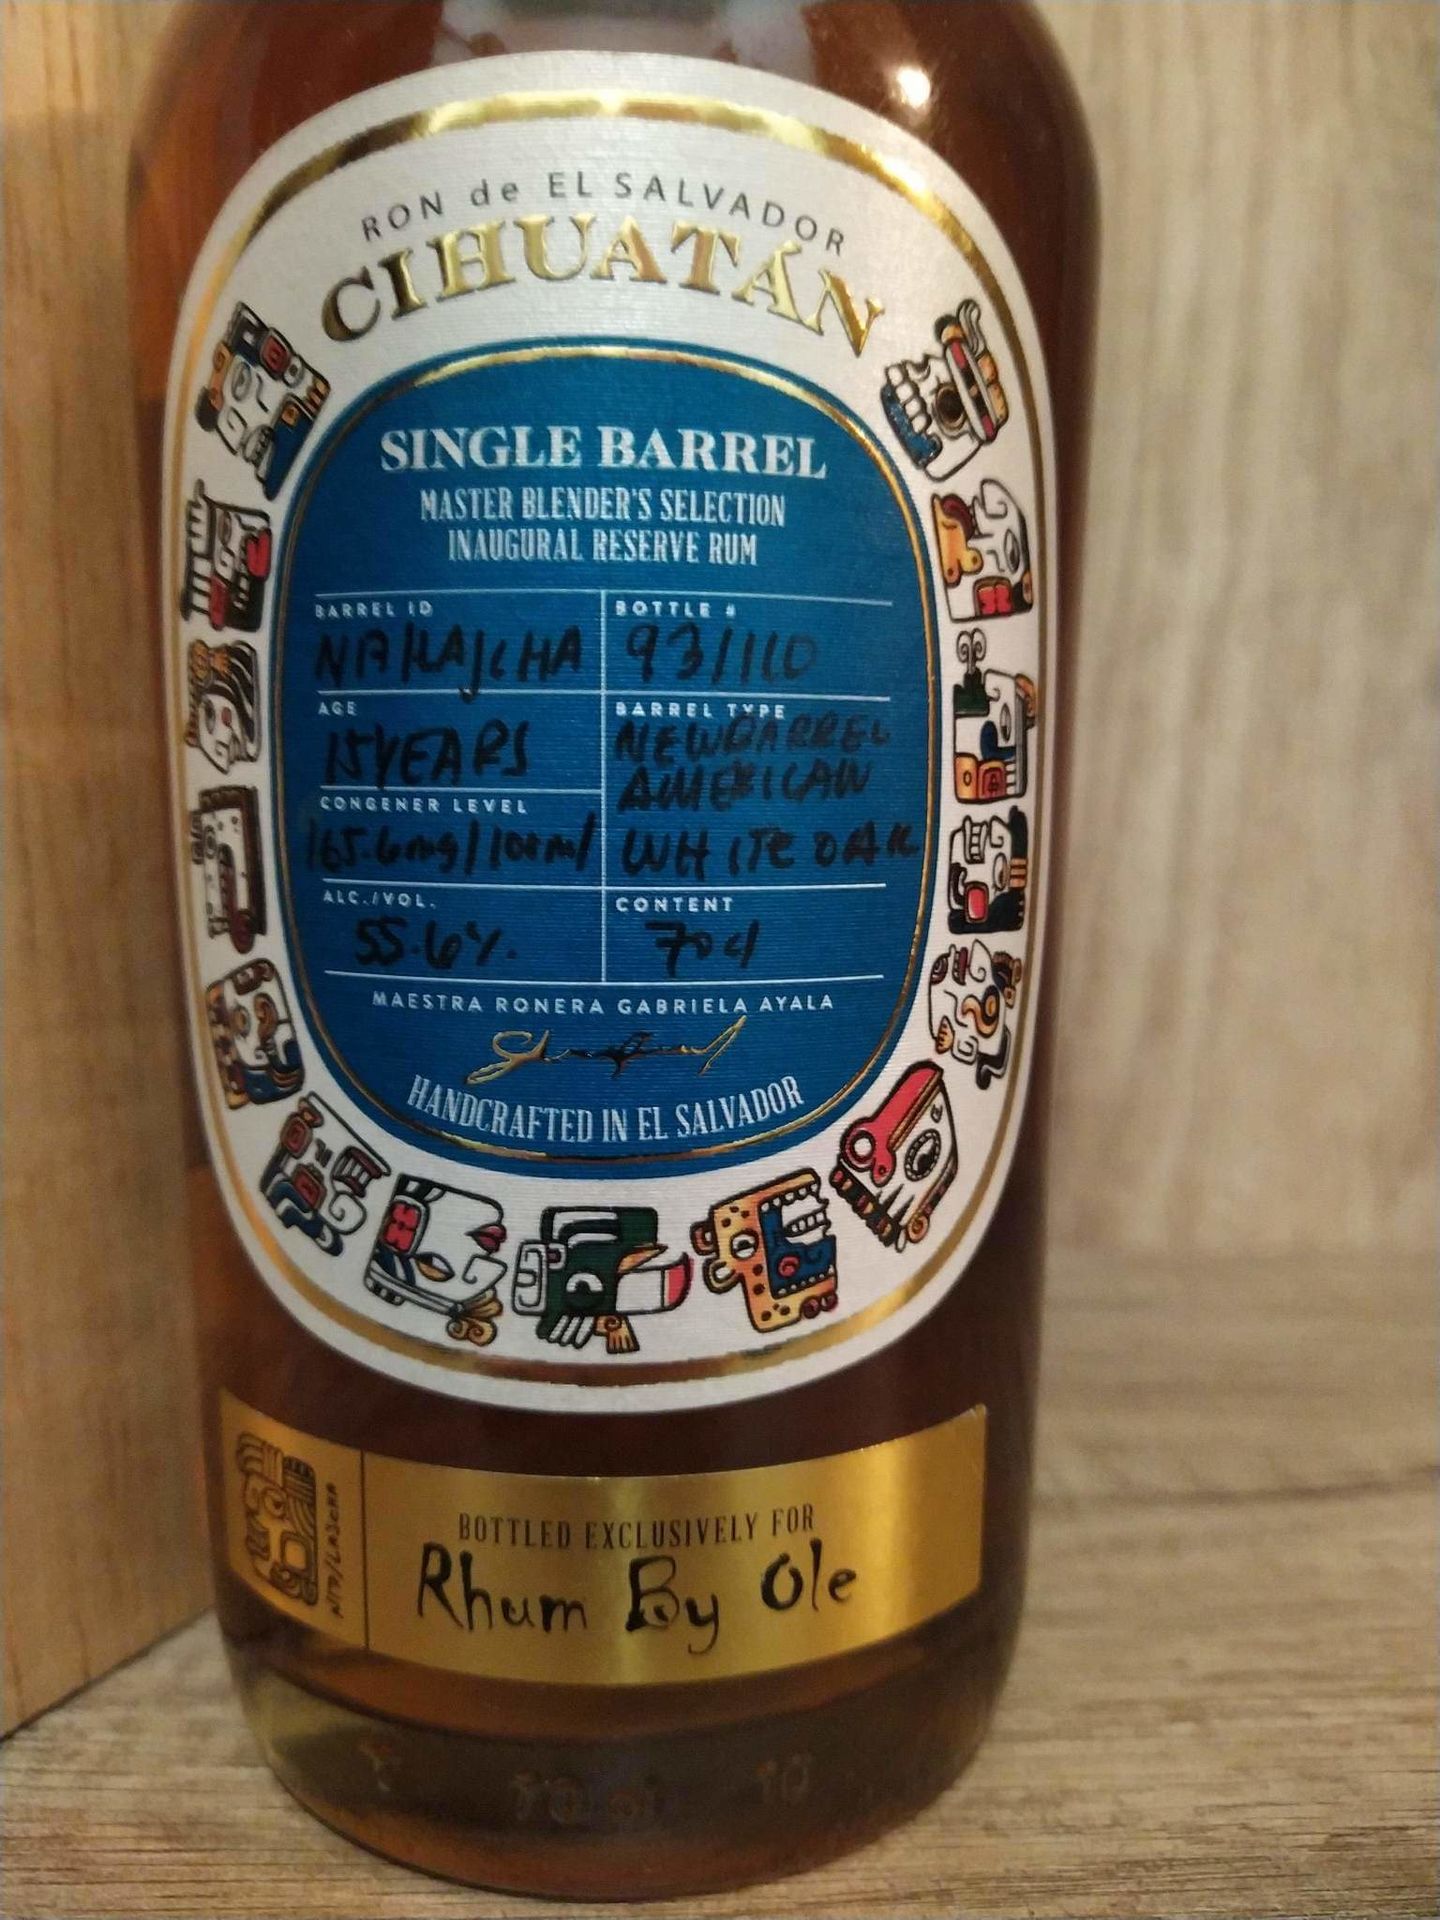 RON de EL SALVADOR
CIHUATÁN
SINGLE BARREL
MASTER BLENDER'S SELECTION
INAUGURAL RESERVE RUM
BARREL ID
NAHAJCHA
BOTTLE #
93/110
AGE
15YEARS
BARREL TYPE
NEWBARREL
AMERICAN
WHITE OAK
CONGENER LEVEL
165.6mg/100ml
ALC./VOL.
55.6%.
CONTENT
70cl
MAESTRA RONERA GABRIELA AYALA
HANDCRAFTED IN EL SALVADOR
BOTTLED EXCLUSIVELY FOR
Rhum By Ole